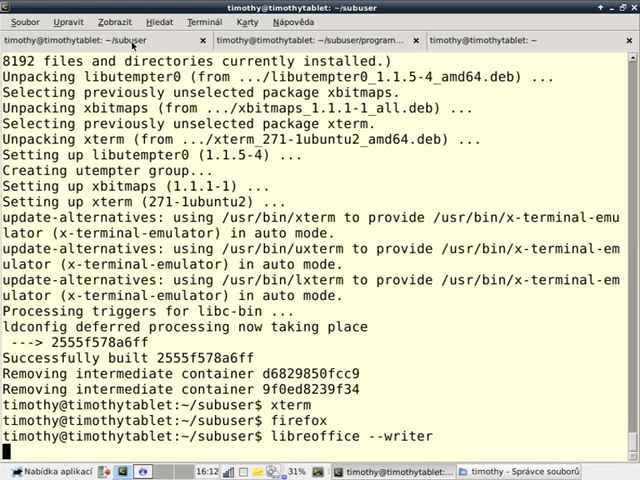 timothy@timothytablet: ~/subuser
Soubor Upravit Zobrazit Hledat Terminál Karty Nápověda
timothy@timothytablet: ~/subuser timothy@timothytablet: ~/subuser/program... timothy@timothytablet: ~
8192 files and directories currently installed.)
Unpacking libutempter0 (from .../libutempter0_1.1.5-4_amd64.deb) ...
Selecting previously unselected package xbitmaps.
Unpacking xbitmaps (from .../xbitmaps_1.1.1-1_all.deb) ...
Selecting previously unselected package xterm.
Unpacking xterm (from .../xterm_271-1ubuntu2_amd64.deb) ...
Setting up libutempter0 (1.1.5-4) ...
Creating utempter group...
Setting up xbitmaps (1.1.1-1) ...
Setting up xterm (271-1ubuntu2) ...
update-alternatives: using /usr/bin/xterm to provide /usr/bin/x-terminal-emu
lator (x-terminal-emulator) in auto mode.
update-alternatives: using /usr/bin/uxterm to provide /usr/bin/x-terminal-em
ulator (x-terminal-emulator) in auto mode.
update-alternatives: using /usr/bin/lxterm to provide /usr/bin/x-terminal-em
ulator (x-terminal-emulator) in auto mode.
Processing triggers for libc-bin ...
ldconfig deferred processing now taking place
---> 2555f578a6ff
Successfully built 2555f578a6ff
Removing intermediate container d6829850fcc9
Removing intermediate container 9f0ed8239f34
timothy@timothytablet:~/subuser$ xterm
timothy@timothytablet:~/subuser$ firefox
timothy@timothytablet:~/subuser$ libreoffice --writer
Nabídka aplikací 16:12 31% timothy@timothytablet:... timothy - Správce souborů